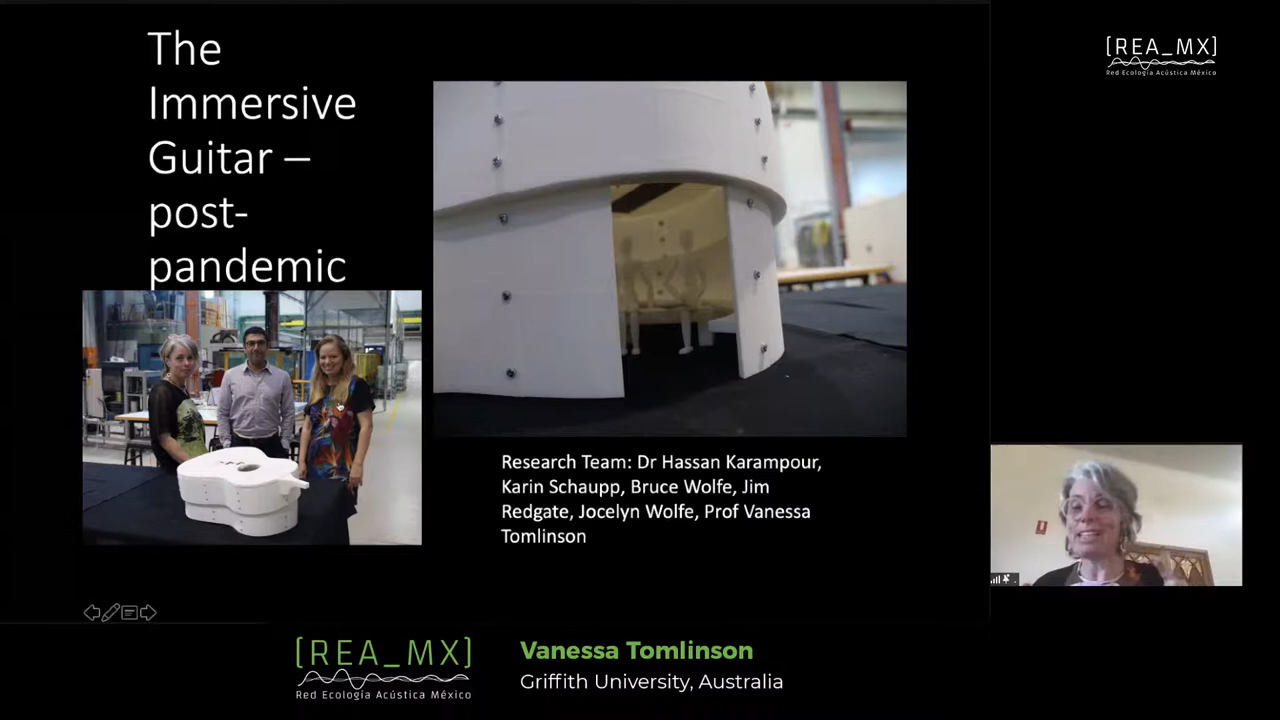 The
Immersive
Guitar –
post-
pandemic
[REA_MX]
Red Ecología Acústica México
Research Team: Dr Hassan Karampour,
Karin Schaupp, Bruce Wolfe, Jim
Redgate, Jocelyn Wolfe, Prof Vanessa
Tomlinson
[REA_MX]
Red Ecología Acústica México
Vanessa Tomlinson
Griffith University, Australia